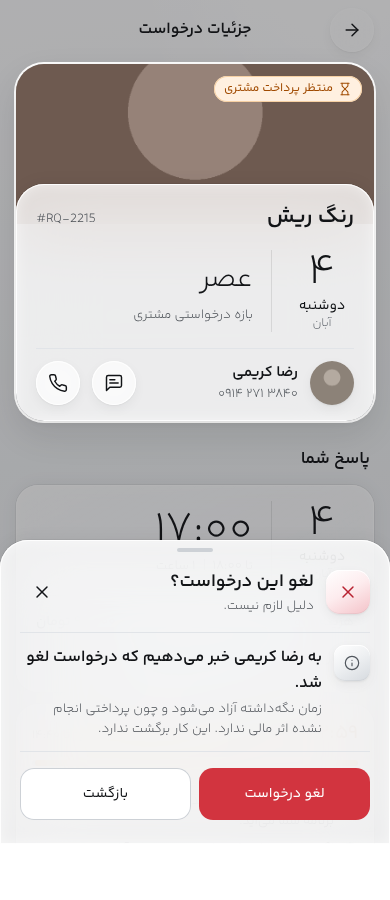 جزئیات درخواست
منتظر پرداخت مشتری
رنگ ریش
#RQ-2215
۴
دوشنبه
آبان
عصر
بازه درخواستی مشتری
رضا کریمی
۰۹۱۴ ۲۷۱ ۳۸۴۰
پاسخ شما
۴
دوشنبه
۱۷:۰۰
لغو این درخواست؟
دلیل لازم نیست.
به رضا کریمی خبر می‌دهیم که درخواست لغو
شد.
زمان نگه‌داشته آزاد می‌شود و چون پرداختی انجام
نشده اثر مالی ندارد. این کار برگشت ندارد.
لغو درخواست
بازگشت